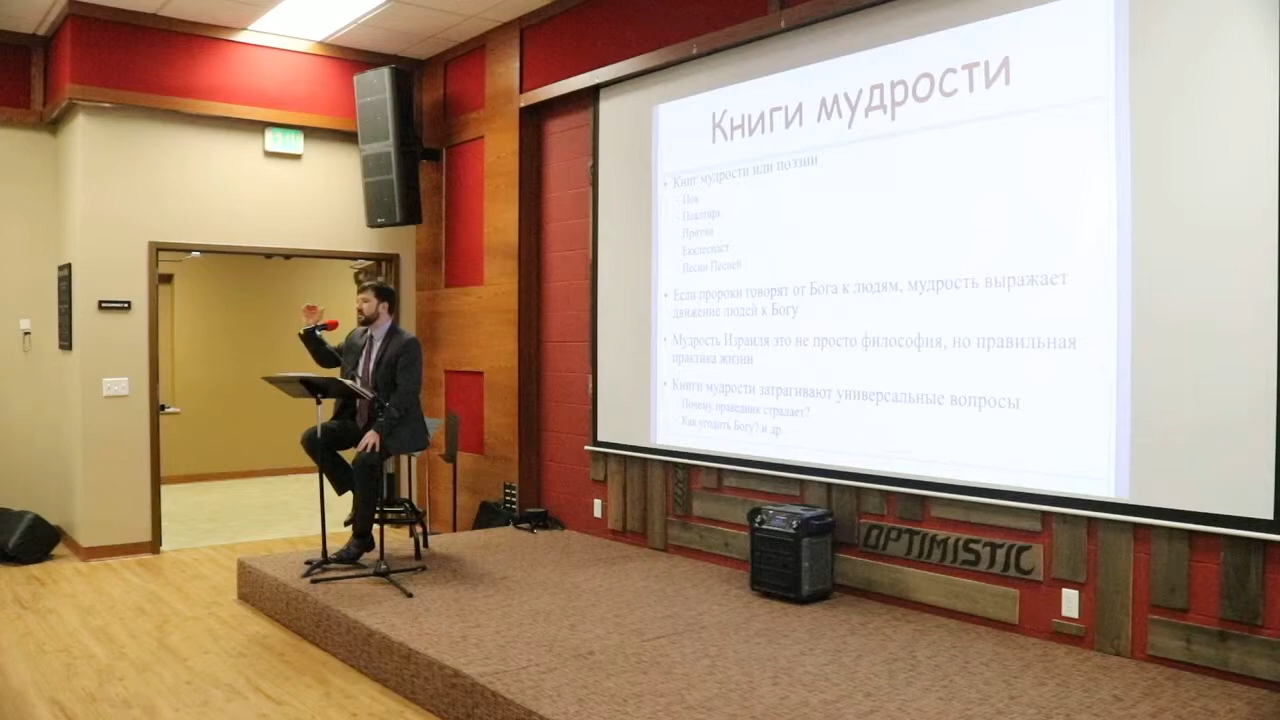 Книги мудрости
• Книг мудрости или поэзии
- Иов
- Псалтирь
- Притчи
- Екклесиаст
- Песни Песней
• Если пророки говорят от Бога к людям, мудрость выражает
движение людей к Богу
• Мудрость Израиля это не просто философия, но правильная
практика жизни
• Книги мудрости затрагивают универсальные вопросы
- Почему праведник страдает?
- Как угодить Богу? и др.
OPTIMISTIC